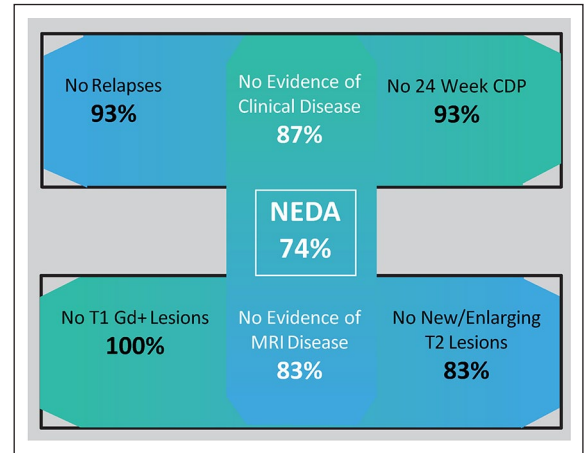 No Relapses
93%
No Evidence of
Clinical Disease
87%
No 24 Week CDP
93%
NEDA
74%
No T1 Gd+ Lesions
100%
No Evidence of
MRI Disease
83%
No New/Enlarging
T2 Lesions
83%